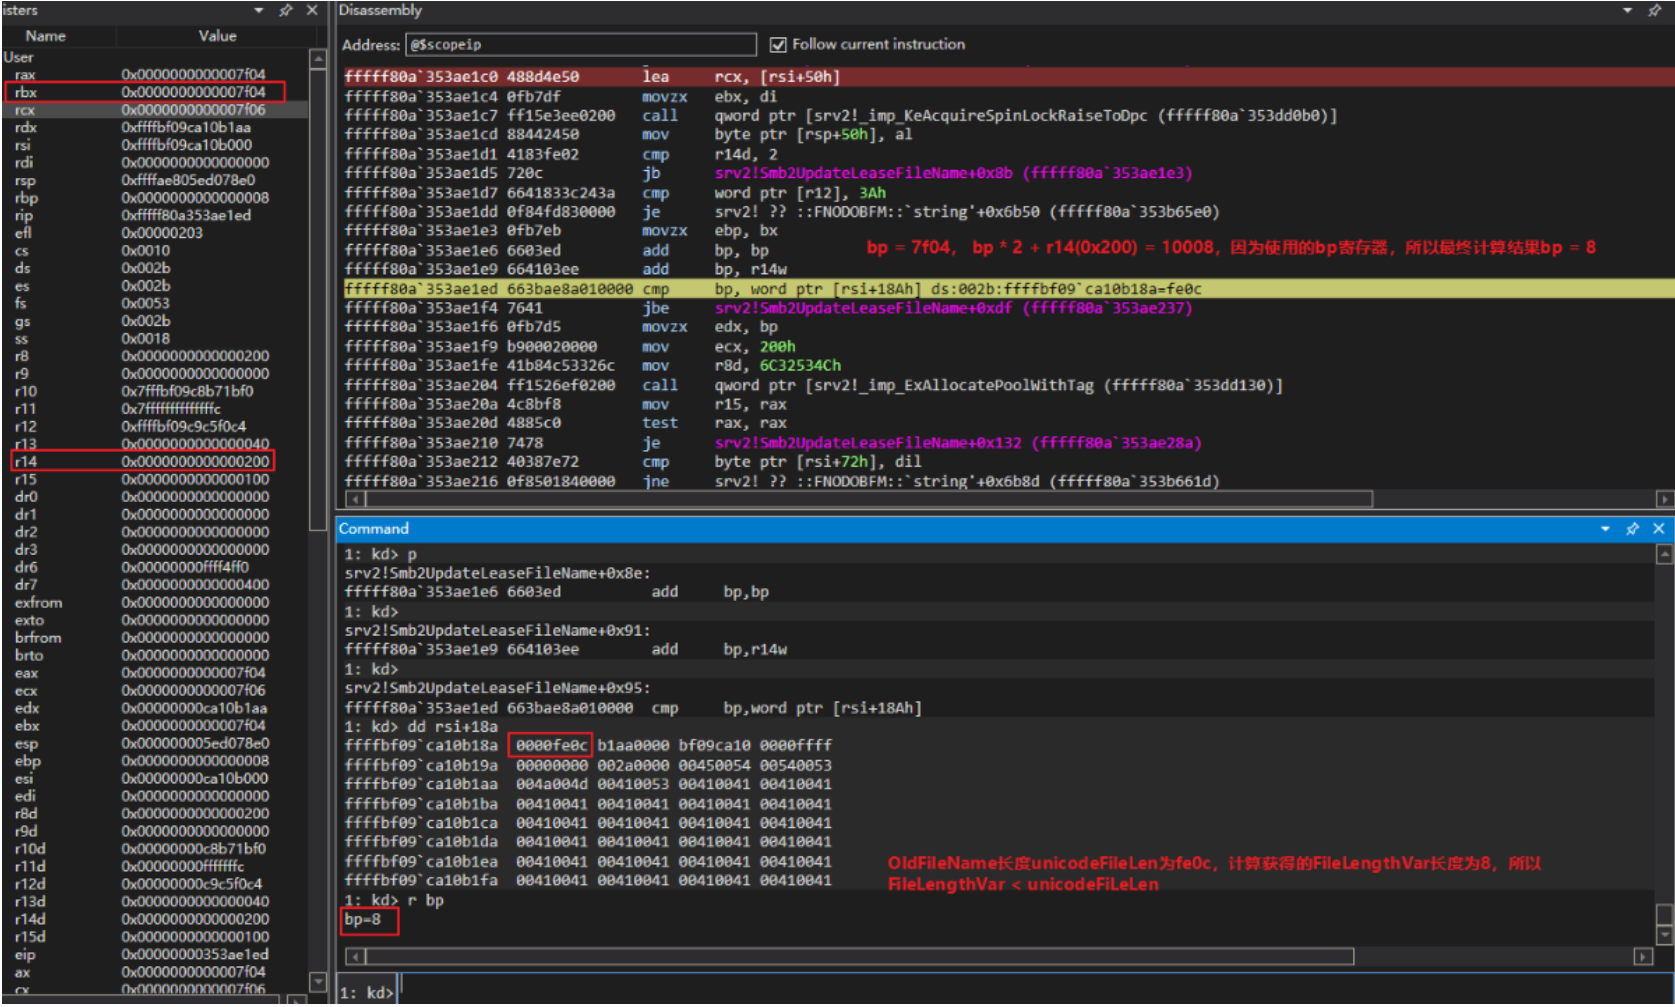 isters
Name Value
User
rax 0x0000000000007f04
rbx 0x0000000000007f04
rcx 0x0000000000007f06
rdx 0xffffbf09ca10b1aa
rsi 0xffffbf09ca10b000
rdi 0x0000000000000000
rsp 0xffffae805ed078e0
rbp 0x0000000000000008
rip 0xfffff80a353ae1ed
efl 0x00000203
cs 0x0010
ds 0x002b
es 0x002b
fs 0x0053
gs 0x002b
ss 0x0018
r8 0x0000000000000200
r9 0x0000000000000000
r10 0x7fffbf09c8b71bf0
r11 0x7ffffffffffffffc
r12 0xffffbf09c9c5f0c4
r13 0x0000000000000040
r14 0x0000000000000200
r15 0x0000000000000100
dr0 0x0000000000000000
dr1 0x0000000000000000
dr2 0x0000000000000000
dr3 0x0000000000000000
dr6 0x00000000ffff4ff0
dr7 0x0000000000000400
exfrom 0x0000000000000000
exto 0x0000000000000000
brfrom 0x0000000000000000
brto 0x0000000000000000
eax 0x0000000000007f04
ecx 0x0000000000007f06
edx 0x00000000ca10b1aa
ebx 0x0000000000007f04
esp 0x000000005ed078e0
ebp 0x0000000000000008
esi 0x00000000ca10b000
edi 0x0000000000000000
r8d 0x0000000000000200
r9d 0x0000000000000000
r10d 0x00000000c8b71bf0
r11d 0x00000000fffffffc
r12d 0x00000000c9c5f0c4
r13d 0x0000000000000040
r14d 0x0000000000000200
r15d 0x0000000000000100
eip 0x00000000353ae1ed
ax 0x0000000000007f04
cx 0x0000000000007f06
Disassembly
Address: @$scopeip Follow current instruction
fffff80a`353ae1c0 488d4e50 lea rcx, [rsi+50h]
fffff80a`353ae1c4 0fb7df movzx ebx, di
fffff80a`353ae1c7 ff15e3ee0200 call qword ptr [srv2!_imp_KeAcquireSpinLockRaiseToDpc (fffff80a`353dd0b0)]
fffff80a`353ae1cd 88442450 mov byte ptr [rsp+50h], al
fffff80a`353ae1d1 4183fe02 cmp r14d, 2
fffff80a`353ae1d5 720c jb srv2!Smb2UpdateLeaseFileName+0x8b (fffff80a`353ae1e3)
fffff80a`353ae1d7 6641833c243a cmp word ptr [r12], 3Ah
fffff80a`353ae1dd 0f84fd830000 je srv2! ?? ::FNODOBFM::`string'+0x6b50 (fffff80a`353b65e0)
fffff80a`353ae1e3 0fb7eb movzx ebp, bx
fffff80a`353ae1e6 6603ed add bp, bp
bp = 7f04， bp * 2 + r14(0x200) = 10008，因为使用的bp寄存器，所以最终计算结果bp = 8
fffff80a`353ae1e9 664103ee add bp, r14w
fffff80a`353ae1ed 663bae8a010000 cmp bp, word ptr [rsi+18Ah] ds:002b:ffffbf09`ca10b18a=fe0c
fffff80a`353ae1f4 7641 jbe srv2!Smb2UpdateLeaseFileName+0xdf (fffff80a`353ae237)
fffff80a`353ae1f6 0fb7d5 movzx edx, bp
fffff80a`353ae1f9 b900020000 mov ecx, 200h
fffff80a`353ae1fe 41b84c53326c mov r8d, 6C32534Ch
fffff80a`353ae204 ff1526ef0200 call qword ptr [srv2!_imp_ExAllocatePoolWithTag (fffff80a`353dd130)]
fffff80a`353ae20a 4c8bf8 mov r15, rax
fffff80a`353ae20d 4885c0 test rax, rax
fffff80a`353ae210 7478 je srv2!Smb2UpdateLeaseFileName+0x132 (fffff80a`353ae28a)
fffff80a`353ae212 40387e72 cmp byte ptr [rsi+72h], dil
fffff80a`353ae216 0f8501840000 jne srv2! ?? ::FNODOBFM::`string'+0x6b8d (fffff80a`353b661d)
Command
1: kd> p
srv2!Smb2UpdateLeaseFileName+0x8e:
fffff80a`353ae1e6 6603ed add bp,bp
1: kd>
srv2!Smb2UpdateLeaseFileName+0x91:
fffff80a`353ae1e9 664103ee add bp,r14w
1: kd>
srv2!Smb2UpdateLeaseFileName+0x95:
fffff80a`353ae1ed 663bae8a010000 cmp bp,word ptr [rsi+18Ah]
1: kd> dd rsi+18a
ffffbf09`ca10b18a 0000fe0c b1aa0000 bf09ca10 0000ffff
ffffbf09`ca10b19a 00000000 002a0000 00450054 00540053
ffffbf09`ca10b1aa 004a004d 00410053 00410041 00410041
ffffbf09`ca10b1ba 00410041 00410041 00410041 00410041
ffffbf09`ca10b1ca 00410041 00410041 00410041 00410041
ffffbf09`ca10b1da 00410041 00410041 00410041 00410041
ffffbf09`ca10b1ea 00410041 00410041 00410041 00410041
ffffbf09`ca10b1fa 00410041 00410041 00410041 00410041
OldFileName长度unicodeFileLen为fe0c，计算获得的FileLengthVar长度为8，所以
FileLengthVar < unicodeFiLeLen
1: kd> r bp
bp=8
1: kd>